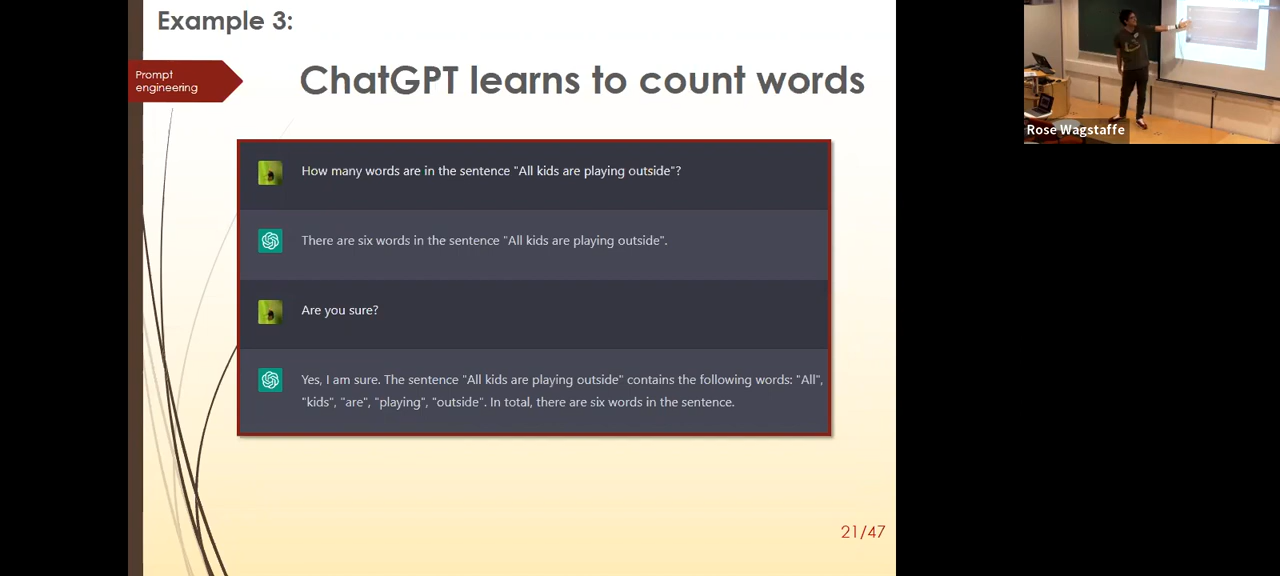 Example 3:
Prompt
engineering
ChatGPT learns to count words
How many words are in the sentence "All kids are playing outside"?
There are six words in the sentence "All kids are playing outside".
Are you sure?
Yes, I am sure. The sentence "All kids are playing outside" contains the following words: "All",
"kids", "are", "playing", "outside". In total, there are six words in the sentence.
21/47
Rose Wagstaffe